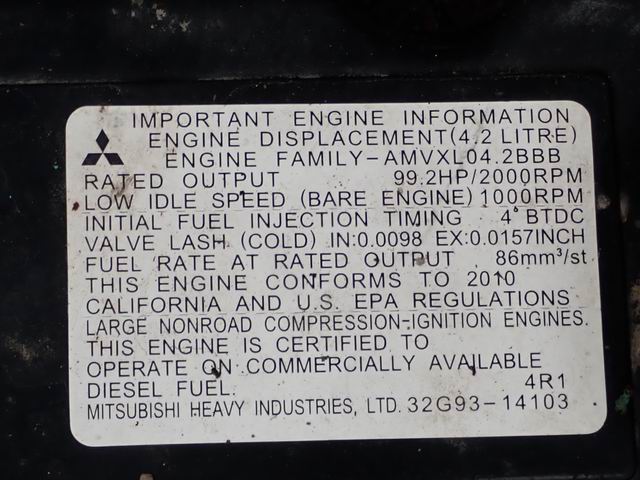 IMPORTANT ENGINE INFORMATION
ENGINE DISPLACEMENT(4.2 LITRE)
ENGINE FAMILY-AMVXL04.2BBB
RATED OUTPUT 99.2HP/2000RPM
LOW IDLE SPEED (BARE ENGINE) 1000RPM
INITIAL FUEL INJECTION TIMING 4° BTDC
VALVE LASH (COLD) IN:0.0098 EX:0.0157INCH
FUEL RATE AT RATED OUTPUT 86mm³/st
THIS ENGINE CONFORMS TO 2010
CALIFORNIA AND U.S. EPA REGULATIONS
LARGE NONROAD COMPRESSION-IGNITION ENGINES.
THIS ENGINE IS CERTIFIED TO
OPERATE ON COMMERCIALLY AVAILABLE
DIESEL FUEL. 4R1
MITSUBISHI HEAVY INDUSTRIES, LTD. 32G93-14103